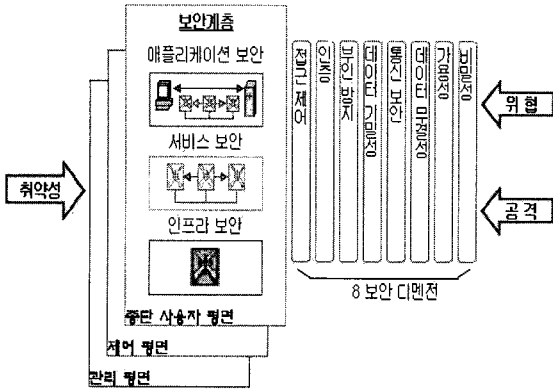 보안계층
애플리케이션 보안
서비스 보안
인프라 보안
종단 사용자 평면
제어 평면
관리 평면
취약성
접근 제어
인증
부인 방지
데이터 기밀성
통신 보안
데이터 무결성
가용성
비밀성
8 보안 디멘전
위협
공격